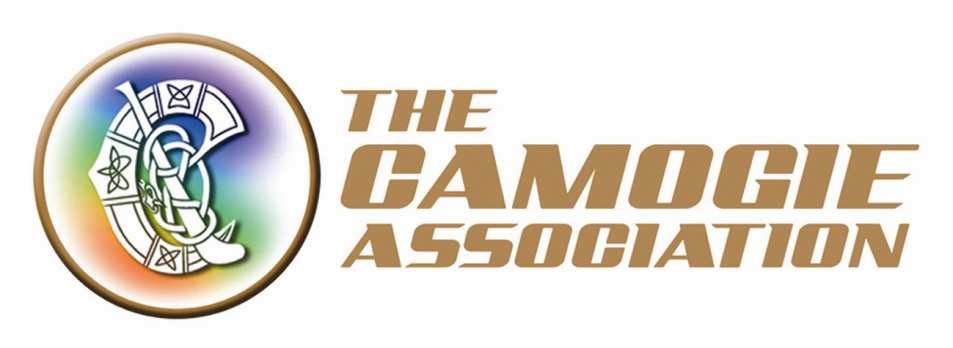 THE
CAMOGIE
ASSOCIATION